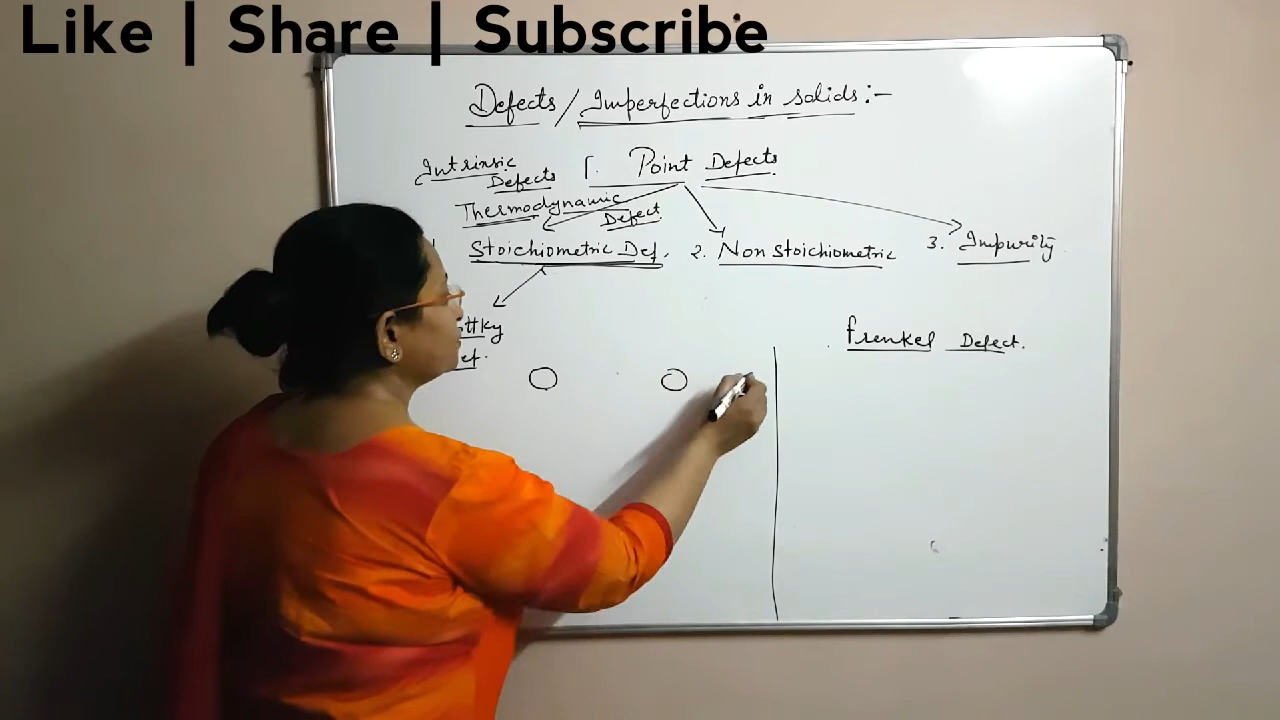 Like | Share | Subscribe
Defects / Imperfections in solids:-
Intrinsic Defects
1. Point Defects
Thermodynamic Defect
Stoichiometric Def.
2. Non Stoichiometric
3. Impurity
Frenkel Defect.